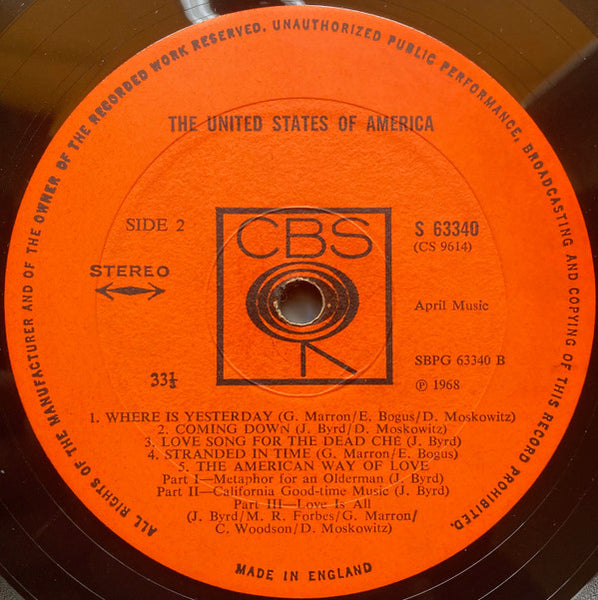 ALL RIGHTS OF THE MANUFACTURER AND OF THE OWNER OF THE RECORDED WORK RESERVED. UNAUTHORIZED PUBLIC PERFORMANCE, BROADCASTING AND COPYING OF THIS RECORD PROHIBITED.
THE UNITED STATES OF AMERICA
SIDE 2
CBS
S 63340
(CS 9614)
STEREO
April Music
33⅓
SBPG 63340 B
℗ 1968
1. WHERE IS YESTERDAY (G. Marron/E. Bogus/D. Moskowitz)
2. COMING DOWN (J. Byrd/D. Moskowitz)
3. LOVE SONG FOR THE DEAD CHÉ (J. Byrd)
4. STRANDED IN TIME (G. Marron/E. Bogus)
5. THE AMERICAN WAY OF LOVE
Part I—Metaphor for an Olderman (J. Byrd)
Part II—California Good-time Music (J. Byrd)
Part III—Love Is All
(J. Byrd/M. R. Forbes/G. Marron/
C. Woodson/D. Moskowitz)
MADE IN ENGLAND